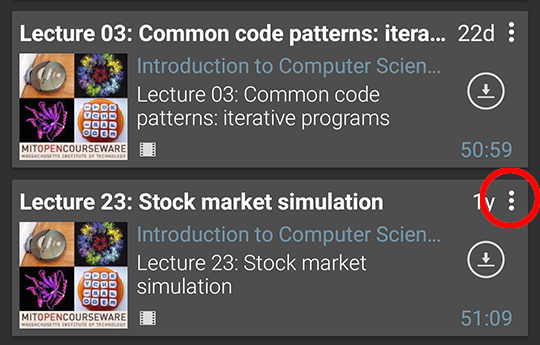 Lecture 03: Common code patterns: itera... 22d
Introduction to Computer Scien...
Lecture 03: Common code
patterns: iterative programs
MITOPENCOURSEWARE
MASSACHUSETTS INSTITUTE OF TECHNOLOGY
50:59
Lecture 23: Stock market simulation 1y
Introduction to Computer Scien...
Lecture 23: Stock market
simulation
MITOPENCOURSEWARE
MASSACHUSETTS INSTITUTE OF TECHNOLOGY
51:09